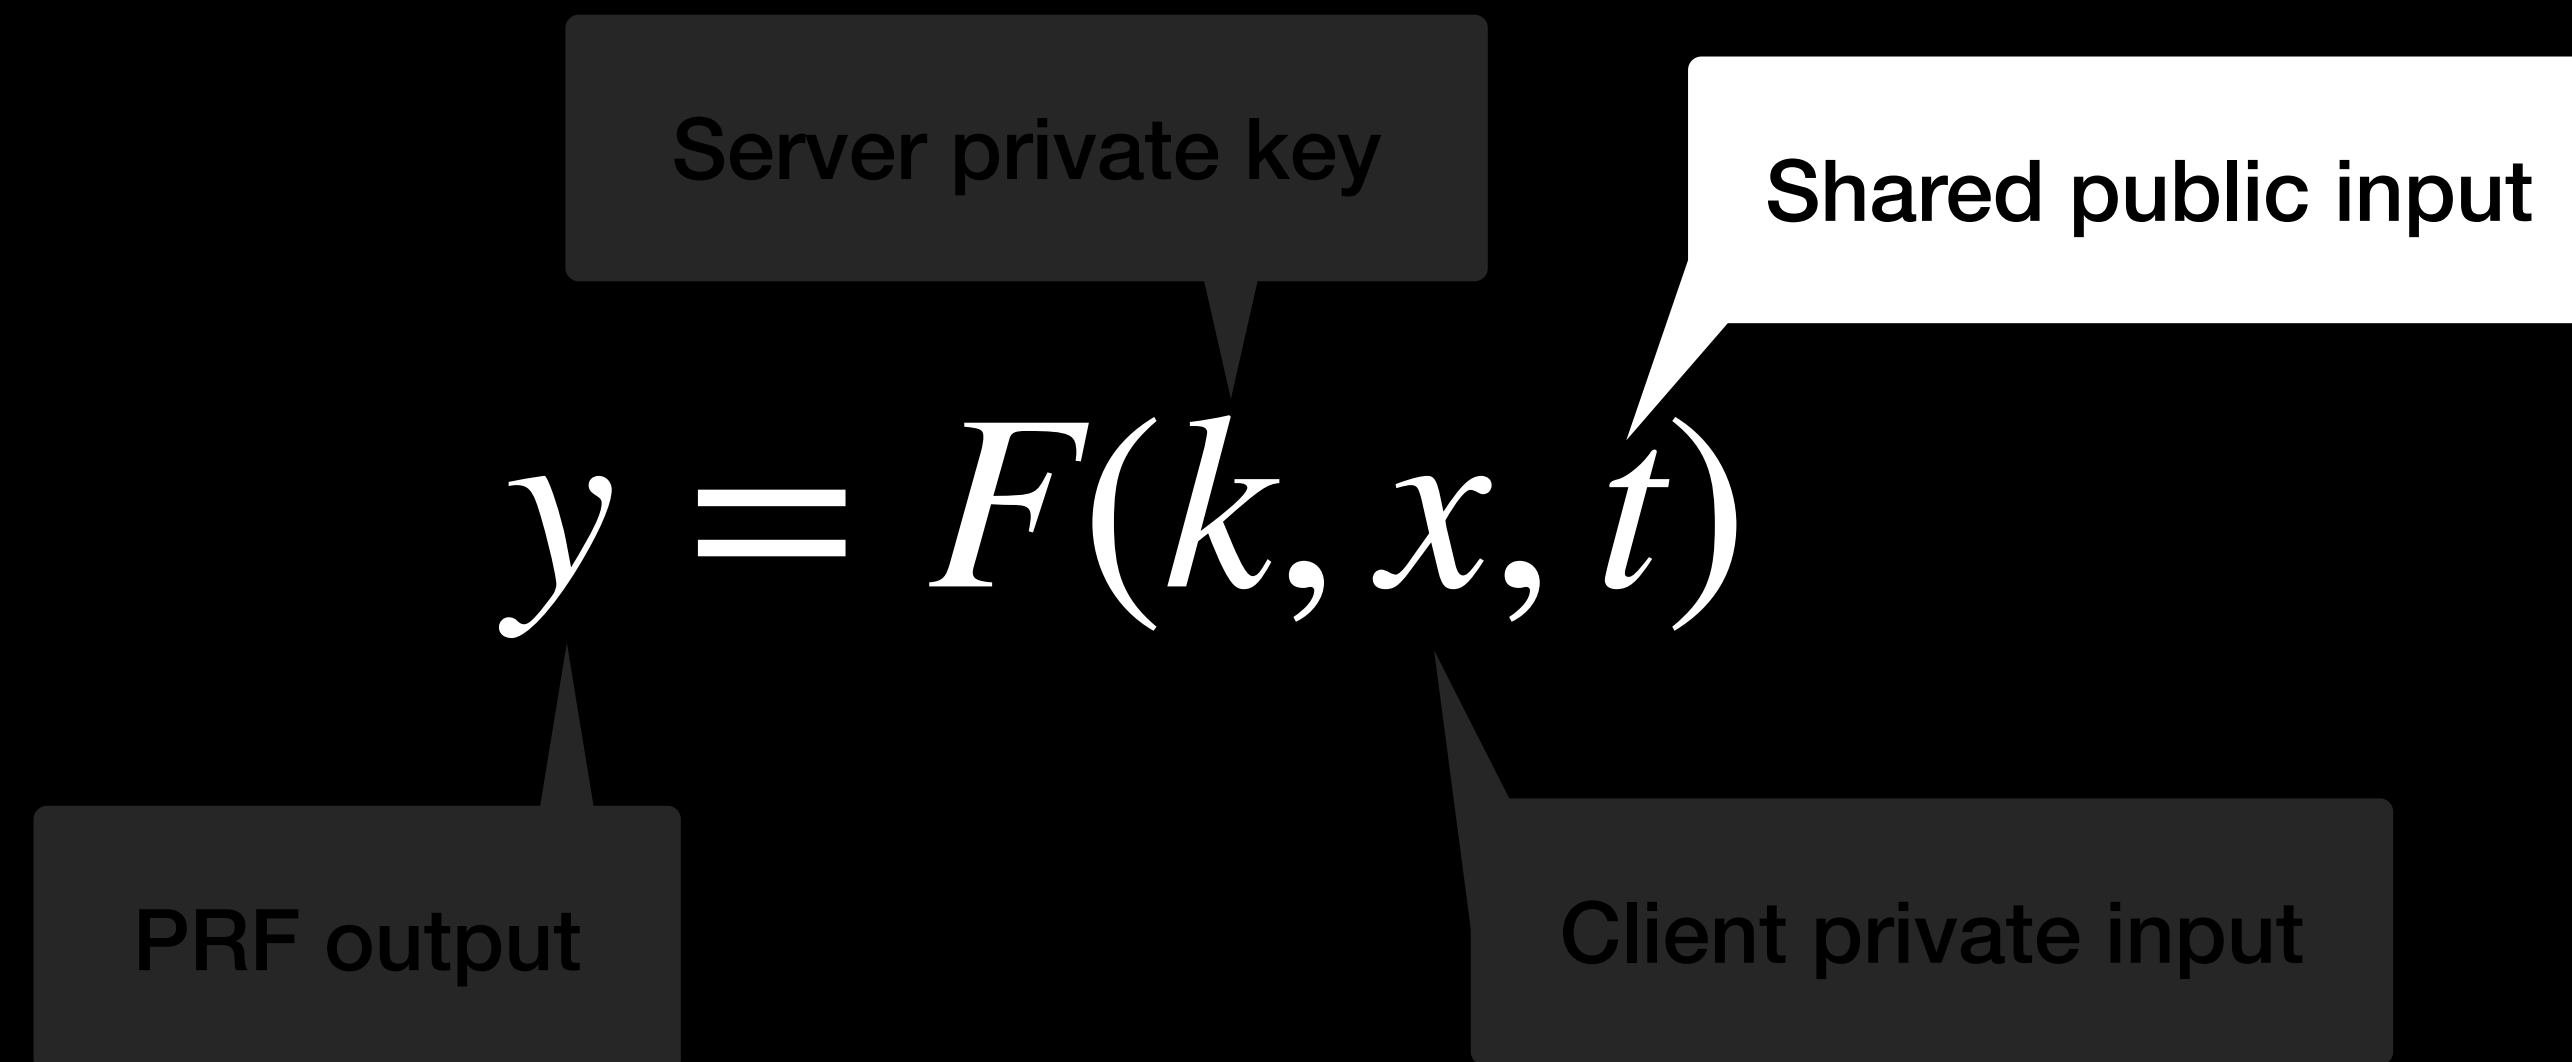 Server private key
Shared public input
y = F(k, x, t)
PRF output
Client private input